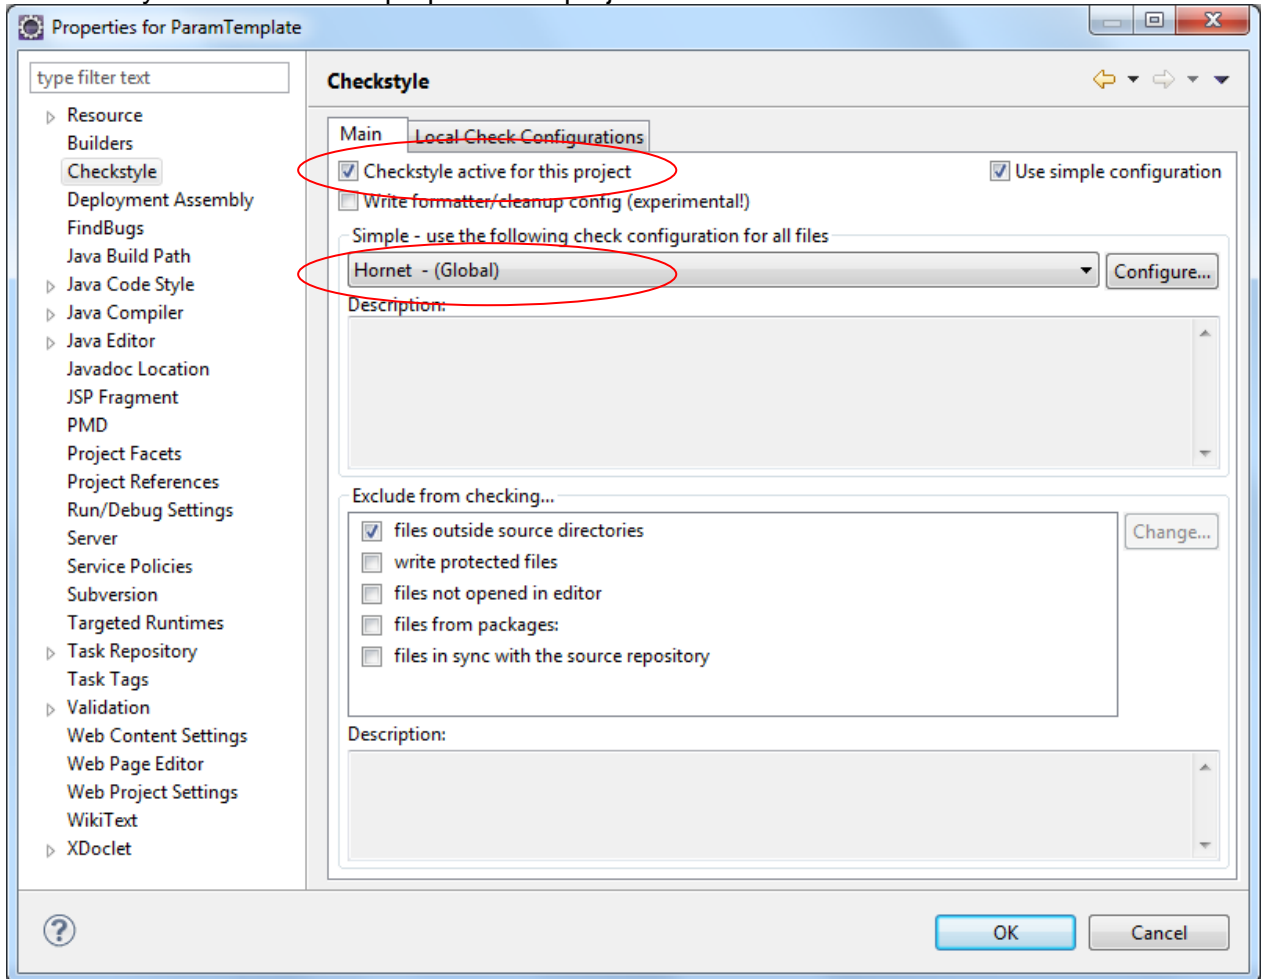 Properties for ParamTemplate
type filter text
Resource
Builders
Checkstyle
Deployment Assembly
FindBugs
Java Build Path
Java Code Style
Java Compiler
Java Editor
Javadoc Location
JSP Fragment
PMD
Project Facets
Project References
Run/Debug Settings
Server
Service Policies
Subversion
Targeted Runtimes
Task Repository
Task Tags
Validation
Web Content Settings
Web Page Editor
Web Project Settings
WikiText
XDoclet
Checkstyle
Main Local Check Configurations
Checkstyle active for this project Use simple configuration
Write formatter/cleanup config (experimental!)
Simple - use the following check configuration for all files
Hornet - (Global) Configure...
Description:
Exclude from checking...
files outside source directories Change...
write protected files
files not opened in editor
files from packages:
files in sync with the source repository
Description:
OK Cancel